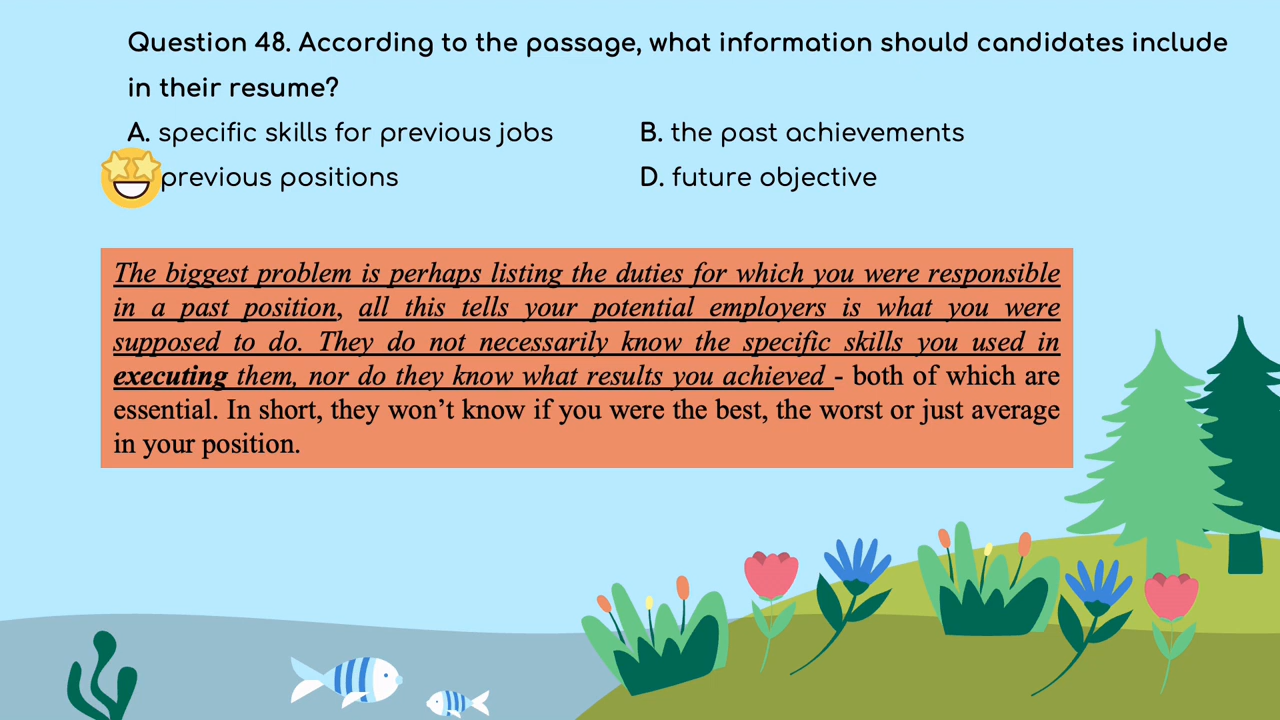 Question 48. According to the passage, what information should candidates include
in their resume?
A. specific skills for previous jobs
B. the past achievements
previous positions
D. future objective
The biggest problem is perhaps listing the duties for which you were responsible
in a past position, all this tells your potential employers is what you were
supposed to do. They do not necessarily know the specific skills you used in
executing them, nor do they know what results you achieved - both of which are
essential. In short, they won’t know if you were the best, the worst or just average
in your position.